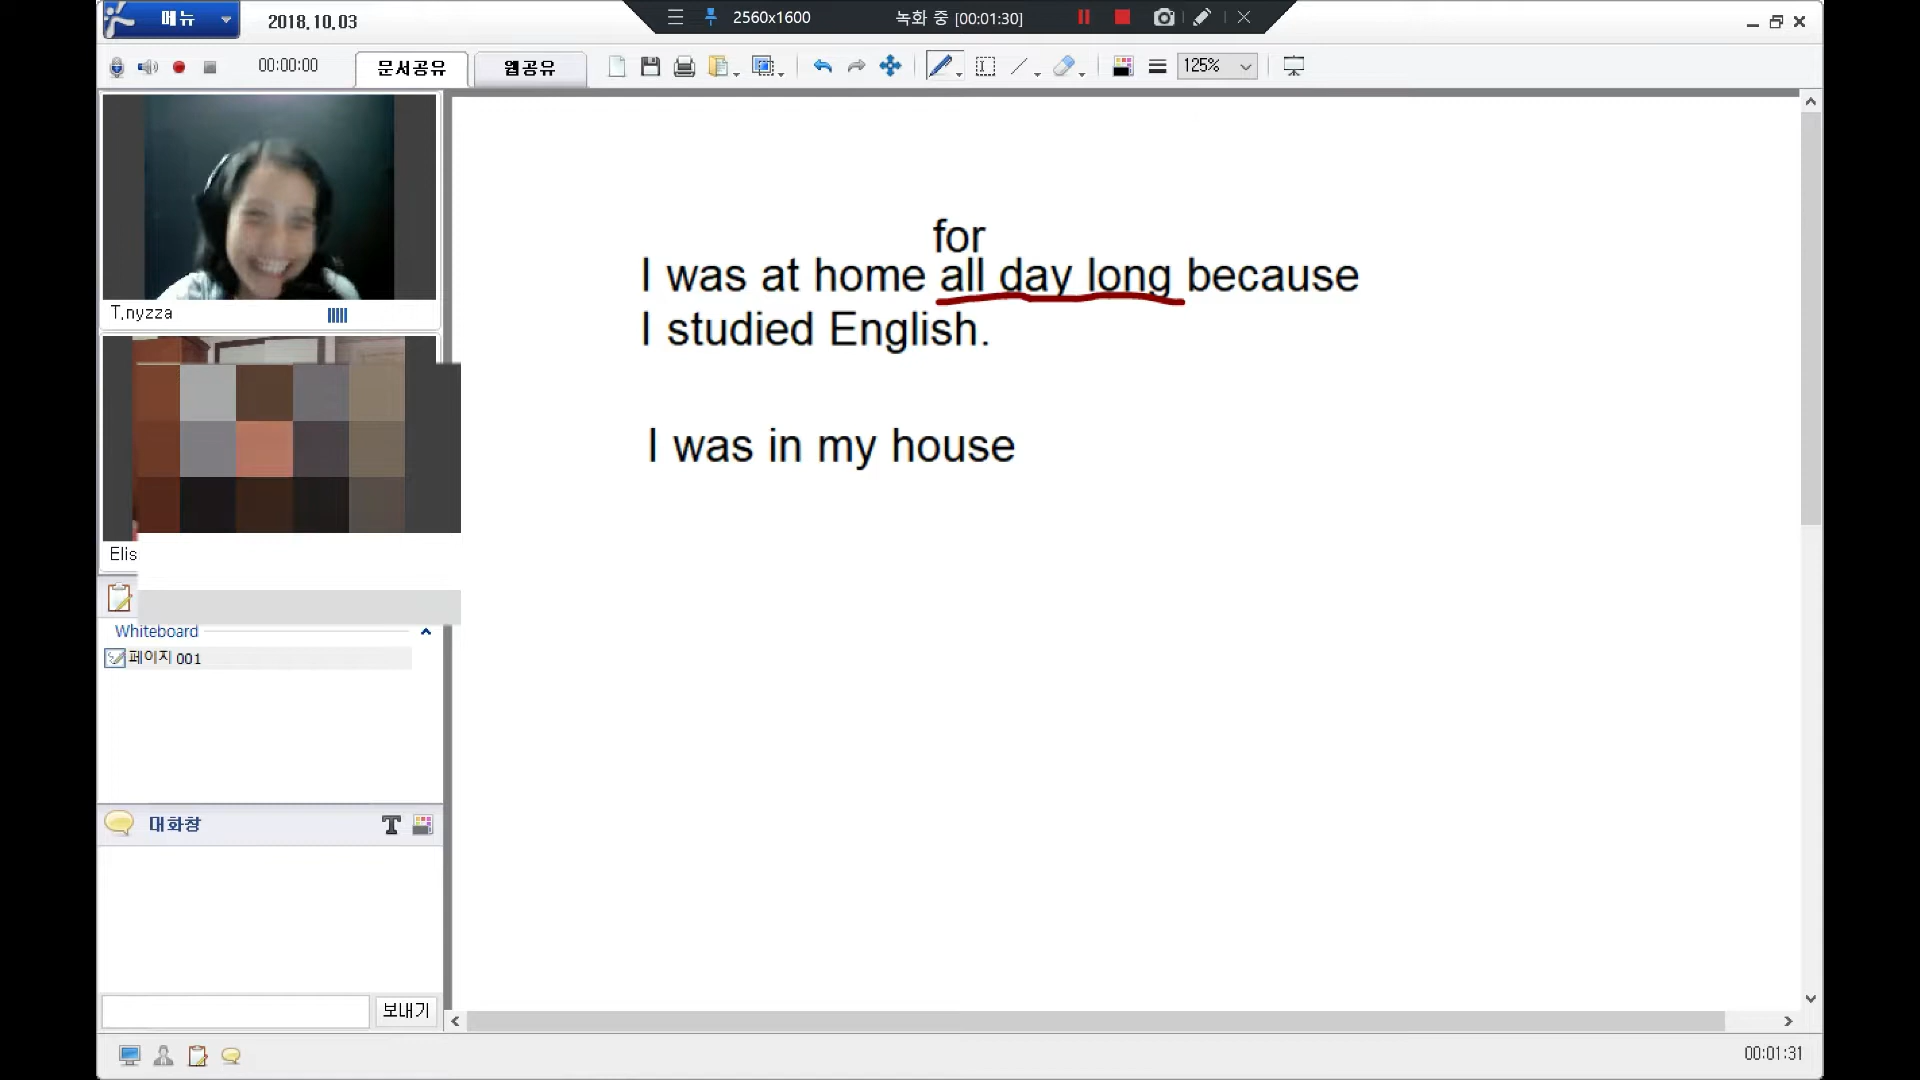 메뉴
2018.10.03
2560x1600
녹화 중 [00:01:30]
00:00:00
문서공유
웹공유
125%
T.nyzza
for
I was at home all day long because
I studied English.
I was in my house
Elis
Whiteboard
페이지 001
대화창
T
보내기
00:01:31